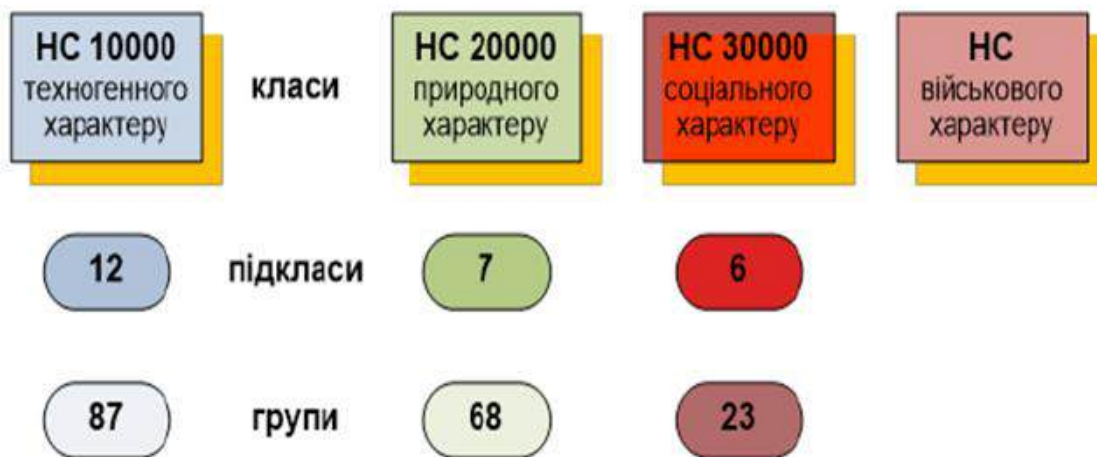 НС 10000
техногенного
характеру
класи
НС 20000
природного
характеру
НС 30000
соціального
характеру
НС
військового
характеру
12
підкласи
7
6
87
групи
68
23